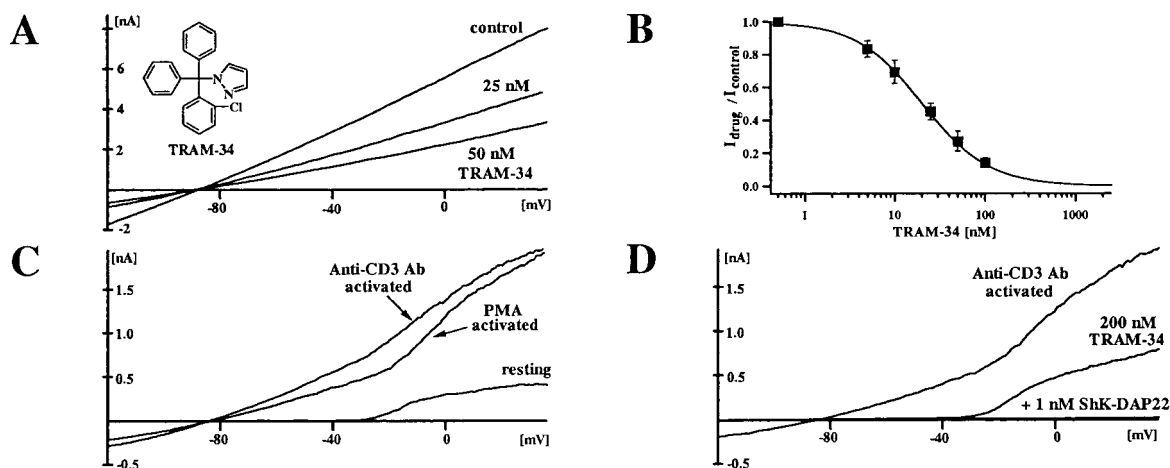 A
[nA]
8
6
4
2
-2
-80
-40
0
[mV]
control
25 nM
50 nM
TRAM-34
N
N
Cl
TRAM-34
B
1.0
0.8
0.6
0.4
0.2
0.0
I drug / I control
1
10
100
1000
TRAM-34 [nM]
C
[nA]
1.5
1.0
0.5
-0.5
-80
-40
0
[mV]
Anti-CD3 Ab
activated
PMA
activated
resting
D
[nA]
1.5
1.0
0.5
-0.5
-80
-40
0
[mV]
Anti-CD3 Ab
activated
200 nM
TRAM-34
+ 1 nM ShK-DAP22